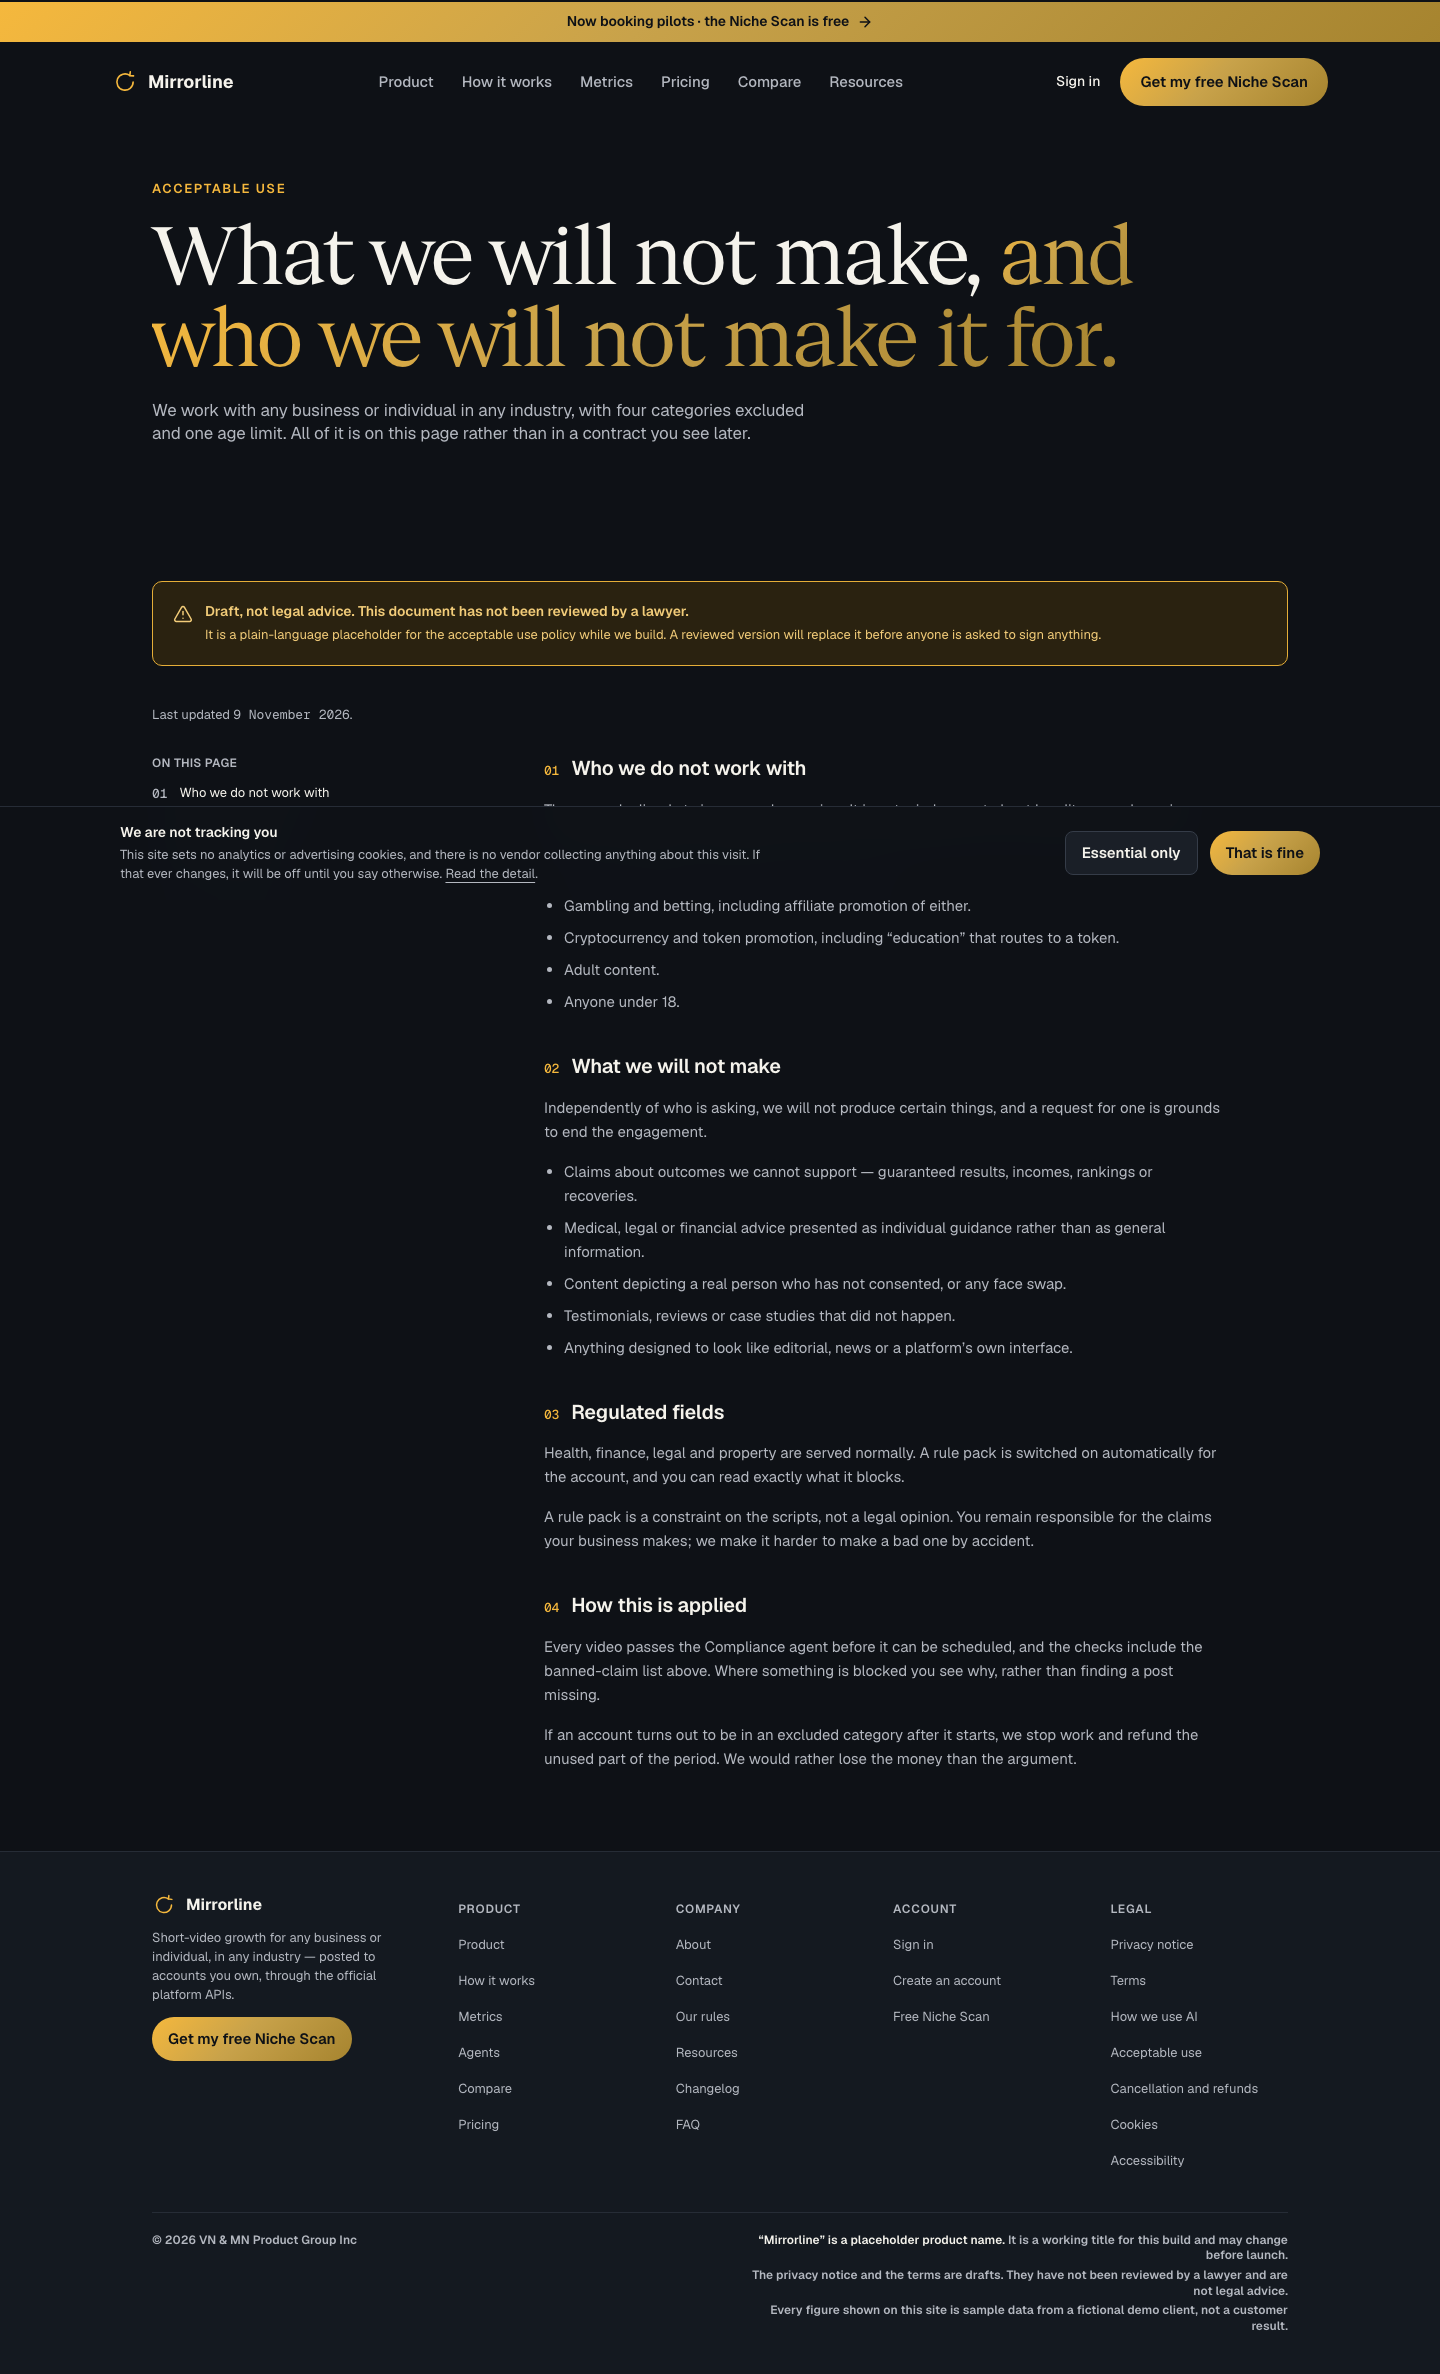 Now booking pilots · the Niche Scan is free →
Mirrorline
Product
How it works
Metrics
Pricing
Compare
Resources
Sign in
Get my free Niche Scan
ACCEPTABLE USE
What we will not make, and
who we will not make it for.
We work with any business or individual in any industry, with four categories excluded
and one age limit. All of it is on this page rather than in a contract you see later.
Draft, not legal advice. This document has not been reviewed by a lawyer.
It is a plain-language placeholder for the acceptable use policy while we build. A reviewed version will replace it before anyone is asked to sign anything.
Last updated 9 November 2026.
ON THIS PAGE
01 Who we do not work with
01 Who we do not work with
We are not tracking you
This site sets no analytics or advertising cookies, and there is no vendor collecting anything about this visit. If
that ever changes, it will be off until you say otherwise. Read the detail.
Essential only
That is fine
• Gambling and betting, including affiliate promotion of either.
• Cryptocurrency and token promotion, including “education” that routes to a token.
• Adult content.
• Anyone under 18.
02 What we will not make
Independently of who is asking, we will not produce certain things, and a request for one is grounds
to end the engagement.
• Claims about outcomes we cannot support — guaranteed results, incomes, rankings or
recoveries.
• Medical, legal or financial advice presented as individual guidance rather than as general
information.
• Content depicting a real person who has not consented, or any face swap.
• Testimonials, reviews or case studies that did not happen.
• Anything designed to look like editorial, news or a platform’s own interface.
03 Regulated fields
Health, finance, legal and property are served normally. A rule pack is switched on automatically for
the account, and you can read exactly what it blocks.
A rule pack is a constraint on the scripts, not a legal opinion. You remain responsible for the claims
your business makes; we make it harder to make a bad one by accident.
04 How this is applied
Every video passes the Compliance agent before it can be scheduled, and the checks include the
banned-claim list above. Where something is blocked you see why, rather than finding a post
missing.
If an account turns out to be in an excluded category after it starts, we stop work and refund the
unused part of the period. We would rather lose the money than the argument.
Mirrorline
Short-video growth for any business or
individual, in any industry — posted to
accounts you own, through the official
platform APIs.
Get my free Niche Scan
PRODUCT
Product
How it works
Metrics
Agents
Compare
Pricing
COMPANY
About
Contact
Our rules
Resources
Changelog
FAQ
ACCOUNT
Sign in
Create an account
Free Niche Scan
LEGAL
Privacy notice
Terms
How we use AI
Acceptable use
Cancellation and refunds
Cookies
Accessibility
© 2026 VN & MN Product Group Inc
“Mirrorline” is a placeholder product name. It is a working title for this build and may change
before launch.
The privacy notice and the terms are drafts. They have not been reviewed by a lawyer and are
not legal advice.
Every figure shown on this site is sample data from a fictional demo client, not a customer
result.